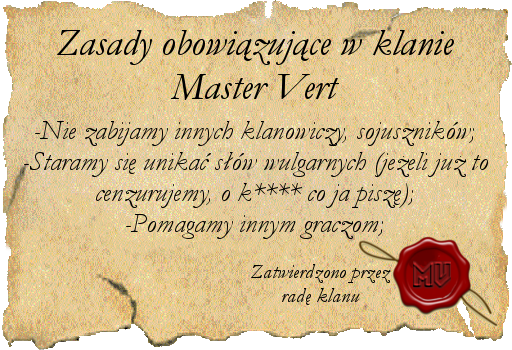 Zasady obowiązujące w klanie
Master Vert
-Nie zabijamy innych klanowiczy, sojuszników;
-Staramy się unikać słów wulgarnych (jeżeli juz to
cenzurujemy, o k**** co ja piszę);
-Pomagamy innym graczom;
Zatwierdzono przez
radę klanu
MV